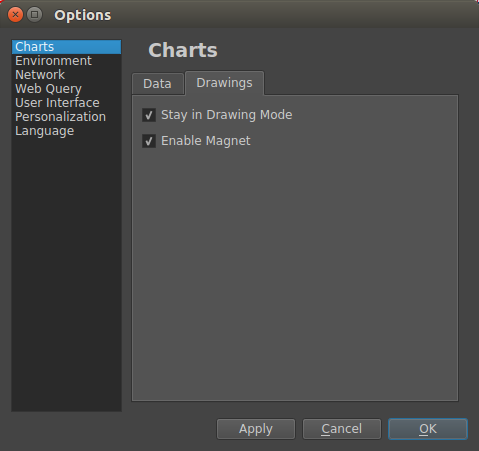 Options
Charts
Environment
Network
Web Query
User Interface
Personalization
Language
Charts
Data Drawings
Stay in Drawing Mode
Enable Magnet
Apply Cancel OK